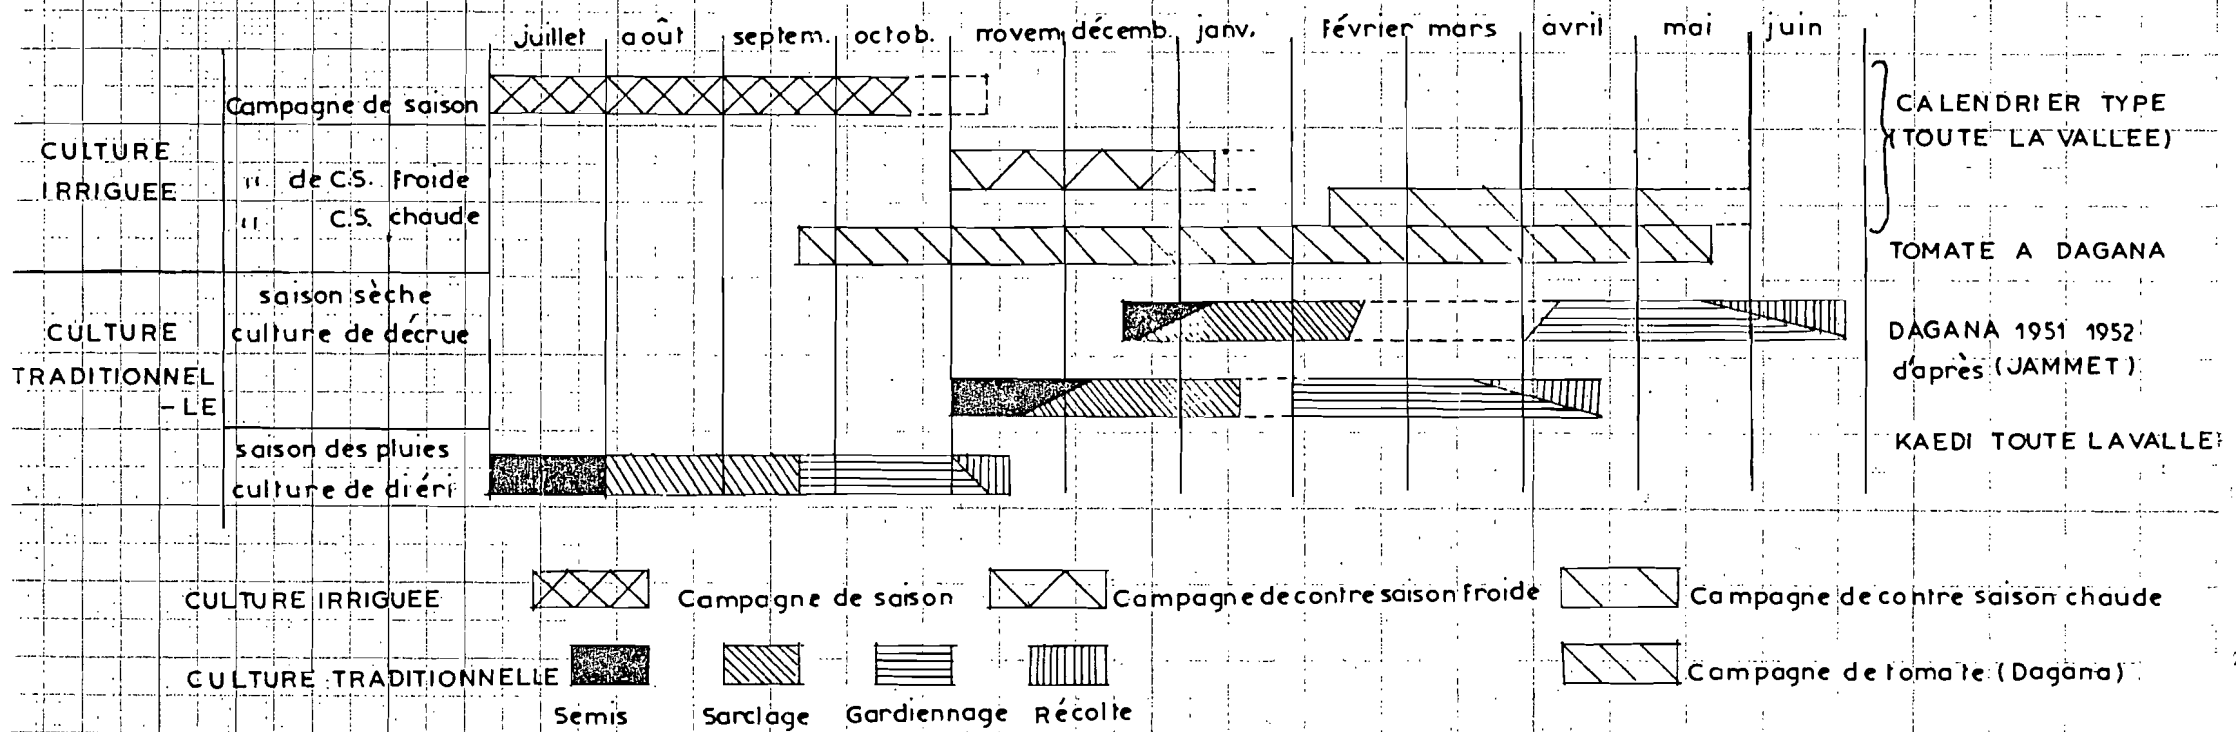 juillet août septem. octob. novem décemb. janv. Février mars avril mai juin
Campagne de saison
CULTURE
IRRIGUEE
" de C.S. froide
" C.S. chaude
CALENDRIER TYPE
(TOUTE LA VALLEE)
TOMATE A DAGANA
CULTURE
TRADITIONNEL
-LE
saison sèche
culture de décrue
DAGANA 1951 1952
d'après (JAMMET)
saison des pluies
culture de diéri
KAEDI TOUTE LA VALLE
CULTURE IRRIGUEE
Campagne de saison
Campagne de contre saison froide
Campagne de contre saison chaude
CULTURE TRADITIONNELLE
Semis
Sarclage
Gardiennage
Récolte
Campagne de tomate (Dagana)